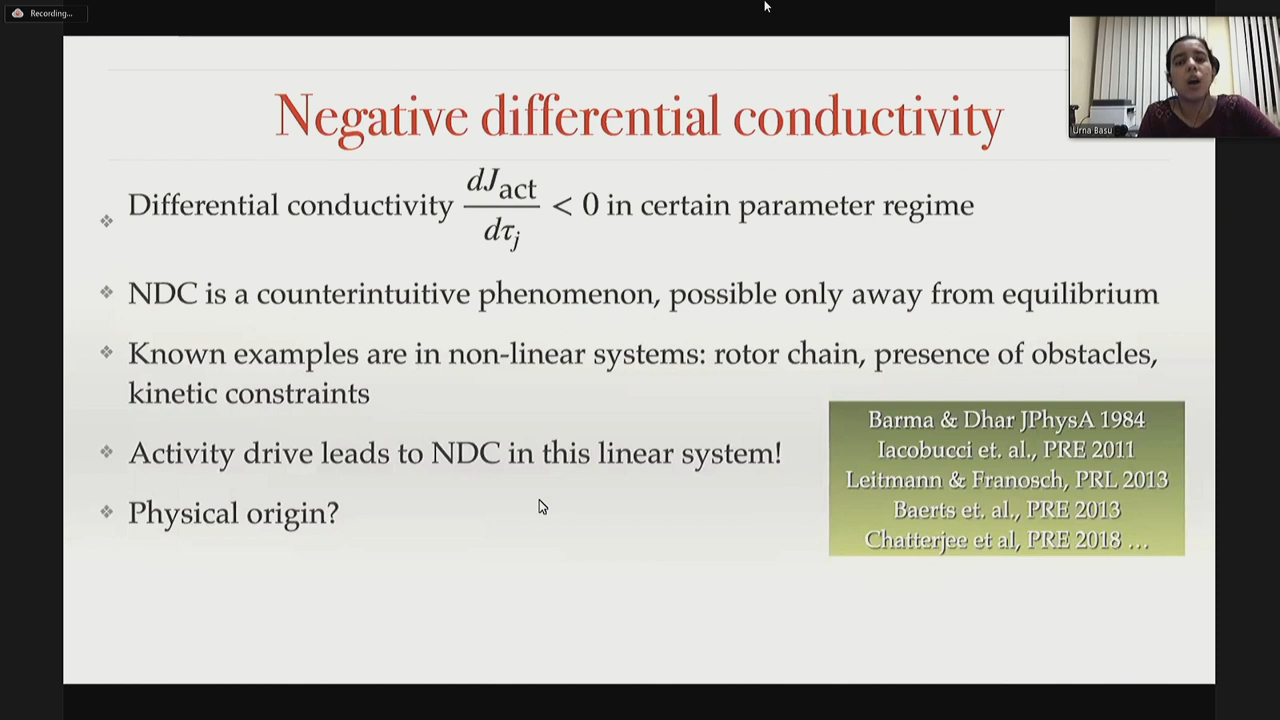 Recording...
Urna Basu
Negative differential conductivity
❖ Differential conductivity dJ_act/dτ_j < 0 in certain parameter regime
❖ NDC is a counterintuitive phenomenon, possible only away from equilibrium
❖ Known examples are in non-linear systems: rotor chain, presence of obstacles,
kinetic constraints
❖ Activity drive leads to NDC in this linear system!
❖ Physical origin?
Barma & Dhar JPhysA 1984
Iacobucci et. al., PRE 2011
Leitmann & Franosch, PRL 2013
Baerts et. al., PRE 2013
Chatterjee et al, PRE 2018 …